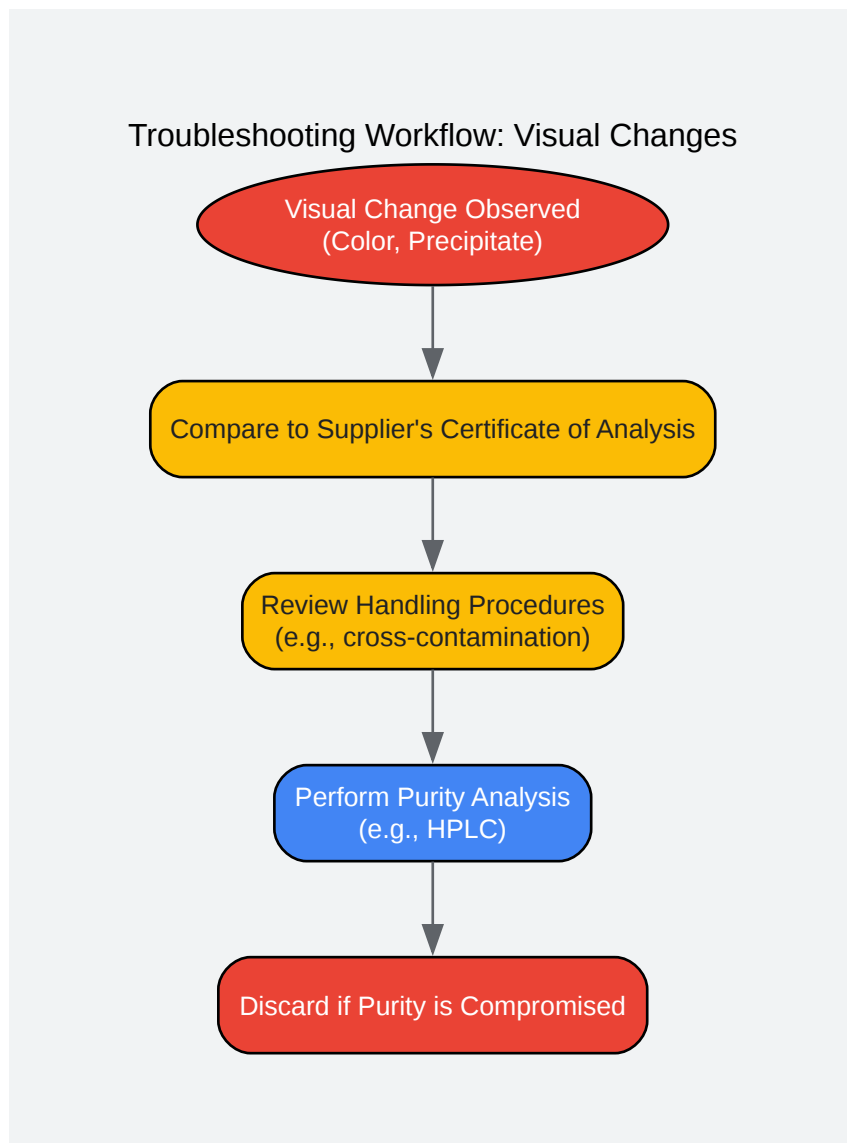 Troubleshooting Workflow: Visual Changes
Visual Change Observed
(Color, Precipitate)
Compare to Supplier's Certificate of Analysis
Review Handling Procedures
(e.g., cross-contamination)
Perform Purity Analysis
(e.g., HPLC)
Discard if Purity is Compromised